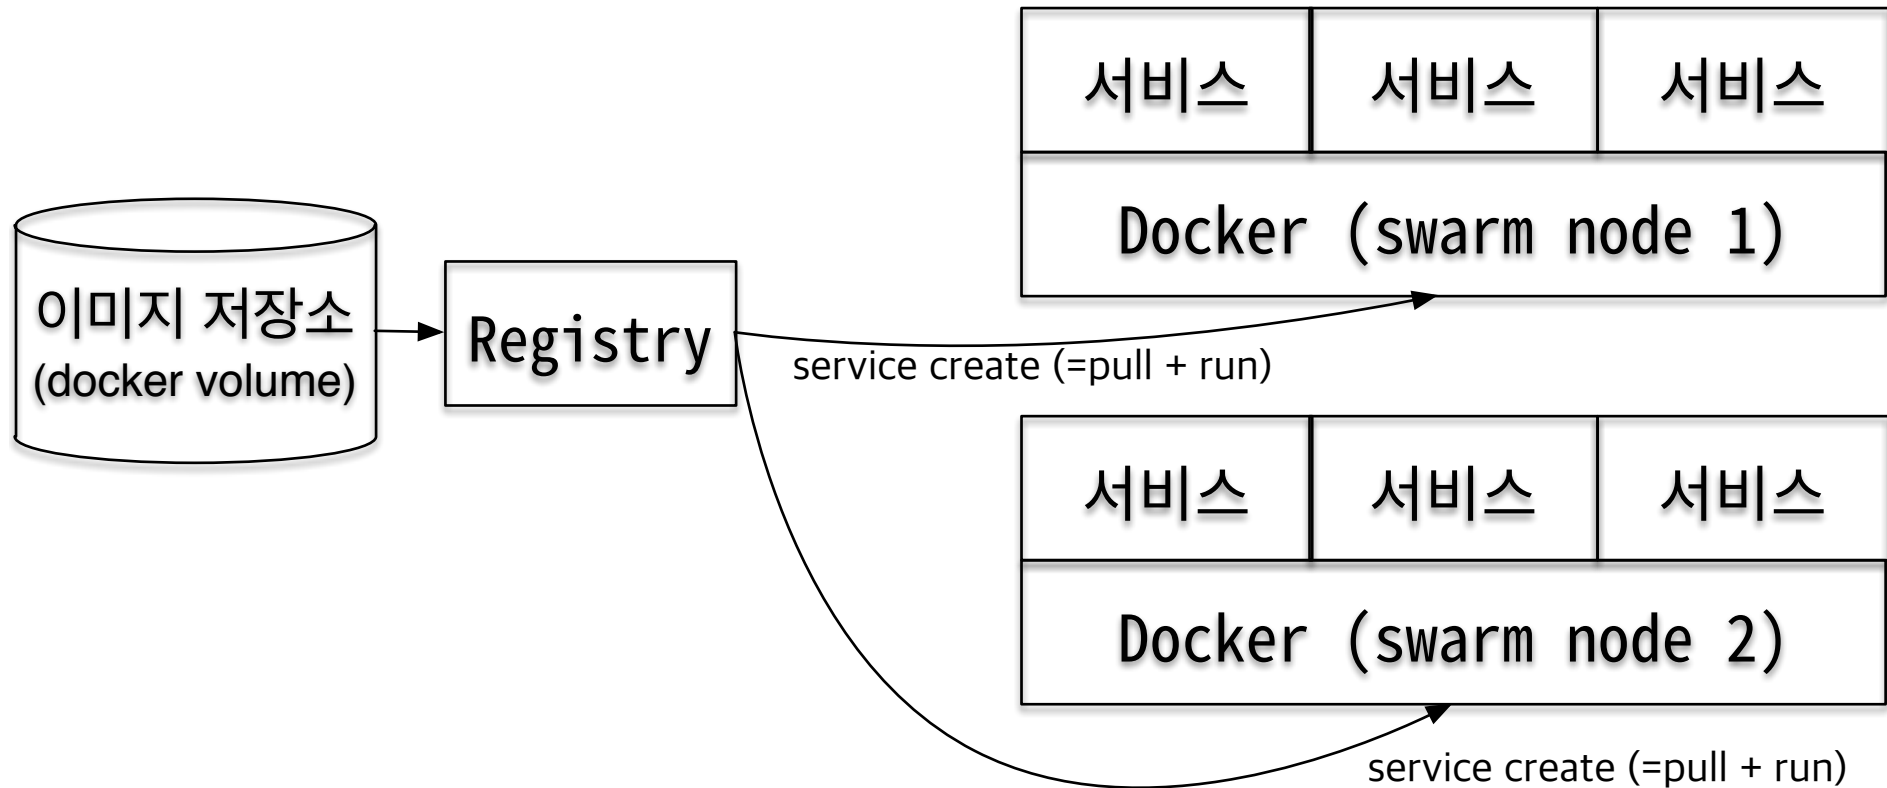 서비스 서비스 서비스
Docker (swarm node 1)
이미지 저장소
(docker volume)
Registry
service create (=pull + run)
서비스 서비스 서비스
Docker (swarm node 2)
service create (=pull + run)